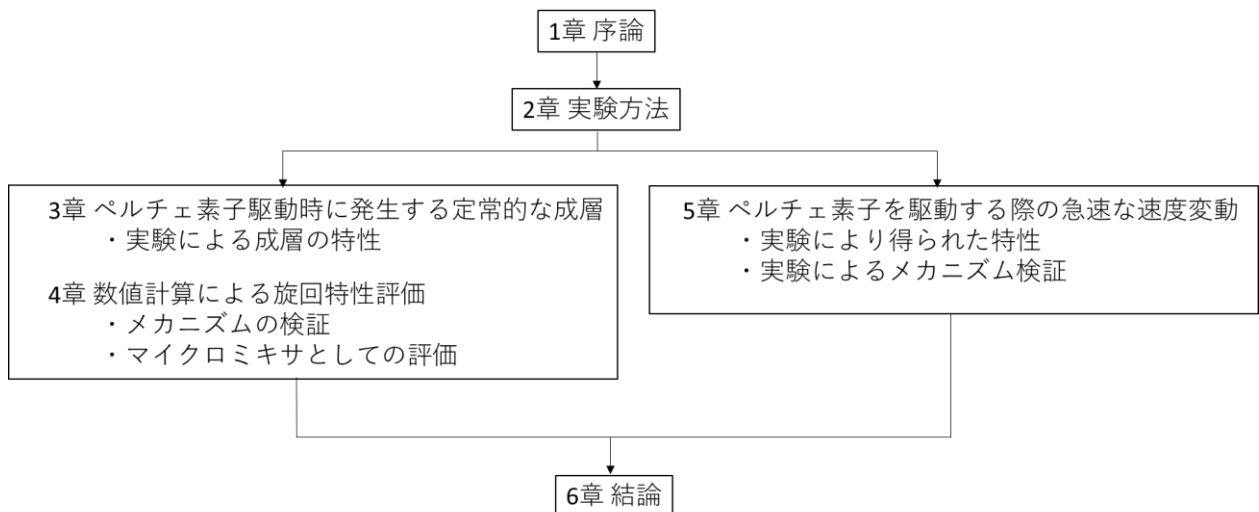 1章 序論
2章 実験方法
3章 ペルチェ素子駆動時に発生する定常的な成層
・実験による成層の特性
4章 数値計算による旋回特性評価
・メカニズムの検証
・マイクロミキサとしての評価
5章 ペルチェ素子を駆動する際の急速な速度変動
・実験により得られた特性
・実験によるメカニズム検証
6章 結論